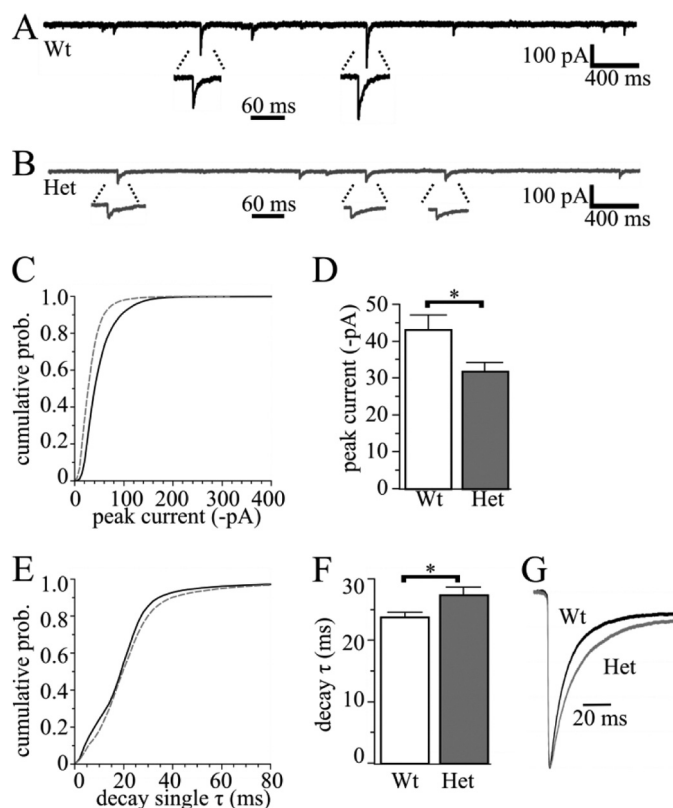 A
Wt
60 ms
100 pA
400 ms
B
Het
60 ms
100 pA
400 ms
C
cumulative prob.
1.0
0.8
0.6
0.4
0.2
0
0 100 200 300 400
peak current (-pA)
D
*
peak current (-pA)
50
40
30
20
10
0
Wt Het
E
cumulative prob.
1.0
0.8
0.6
0.4
0.2
0
0 20 40 60 80
decay single τ (ms)
F
*
decay τ (ms)
30
20
10
0
Wt Het
G
Wt
Het
20 ms